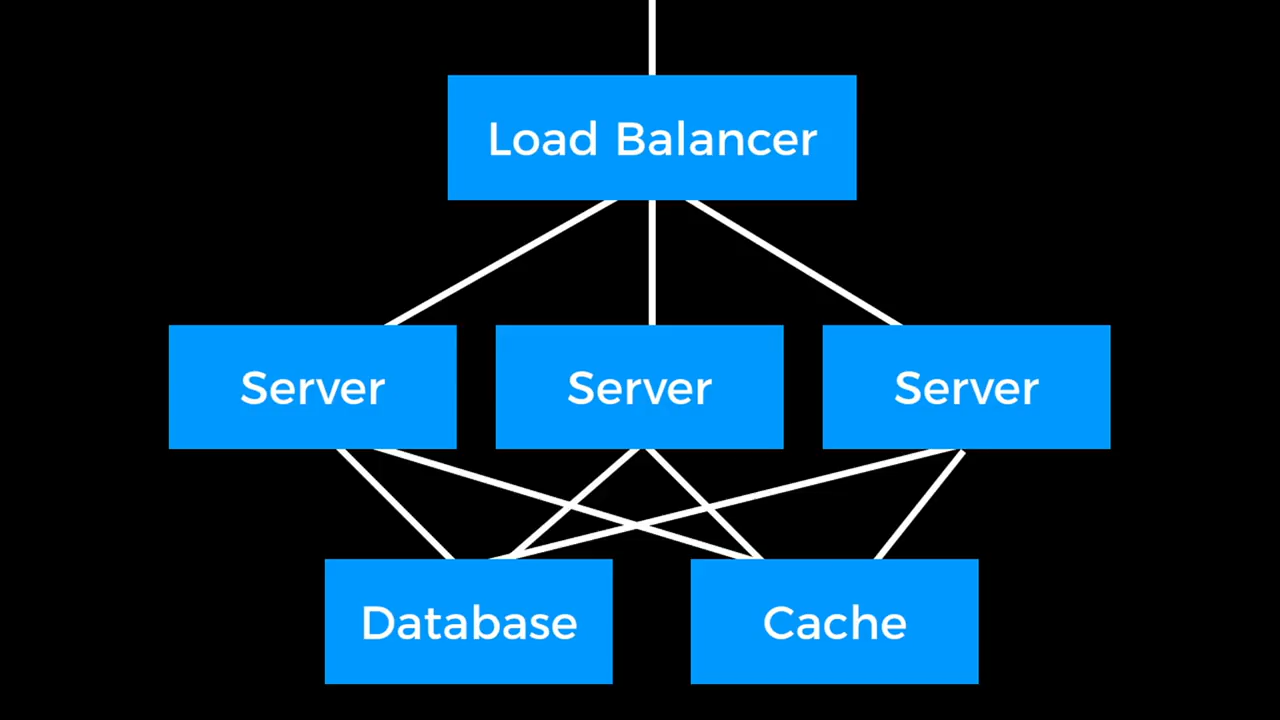 Load Balancer
Server
Server
Server
Database
Cache